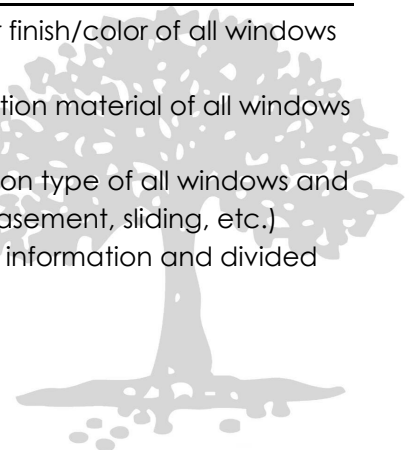 finish/color of all windows
tion material of all windows
on type of all windows and
asement, sliding, etc.)
information and divided